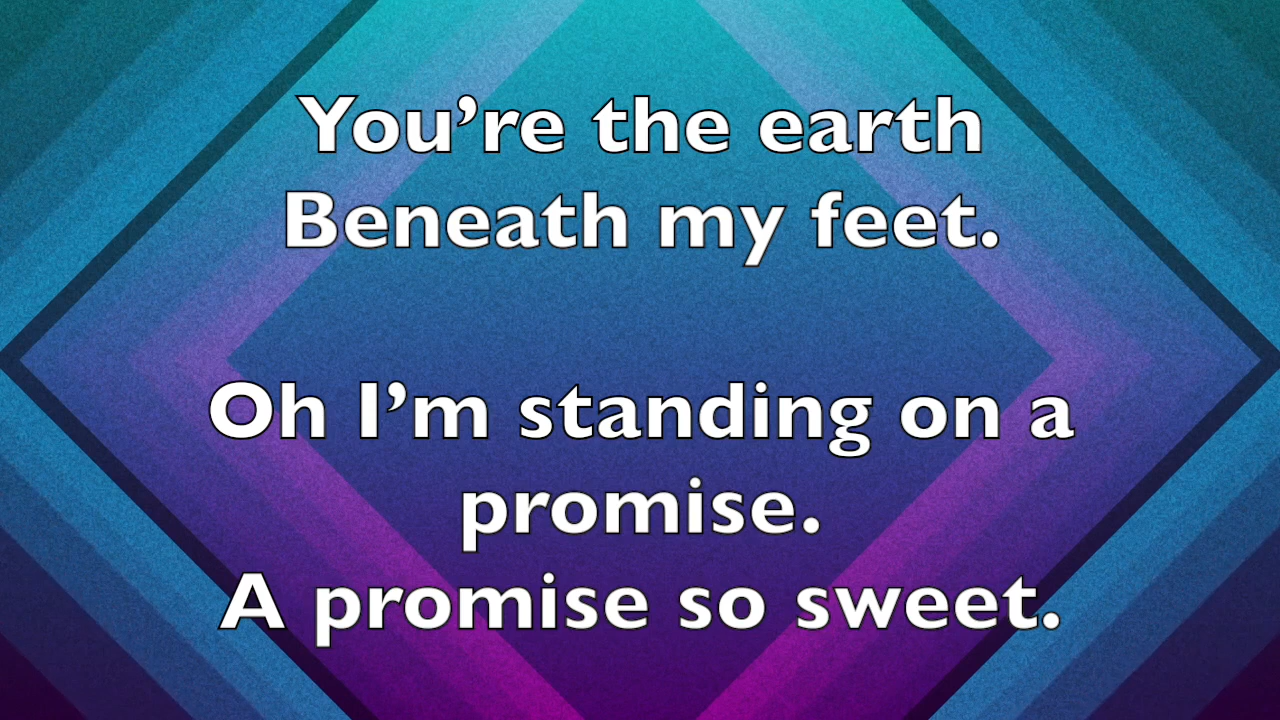 You’re the earth
Beneath my feet.
Oh I’m standing on a
promise.
A promise so sweet.